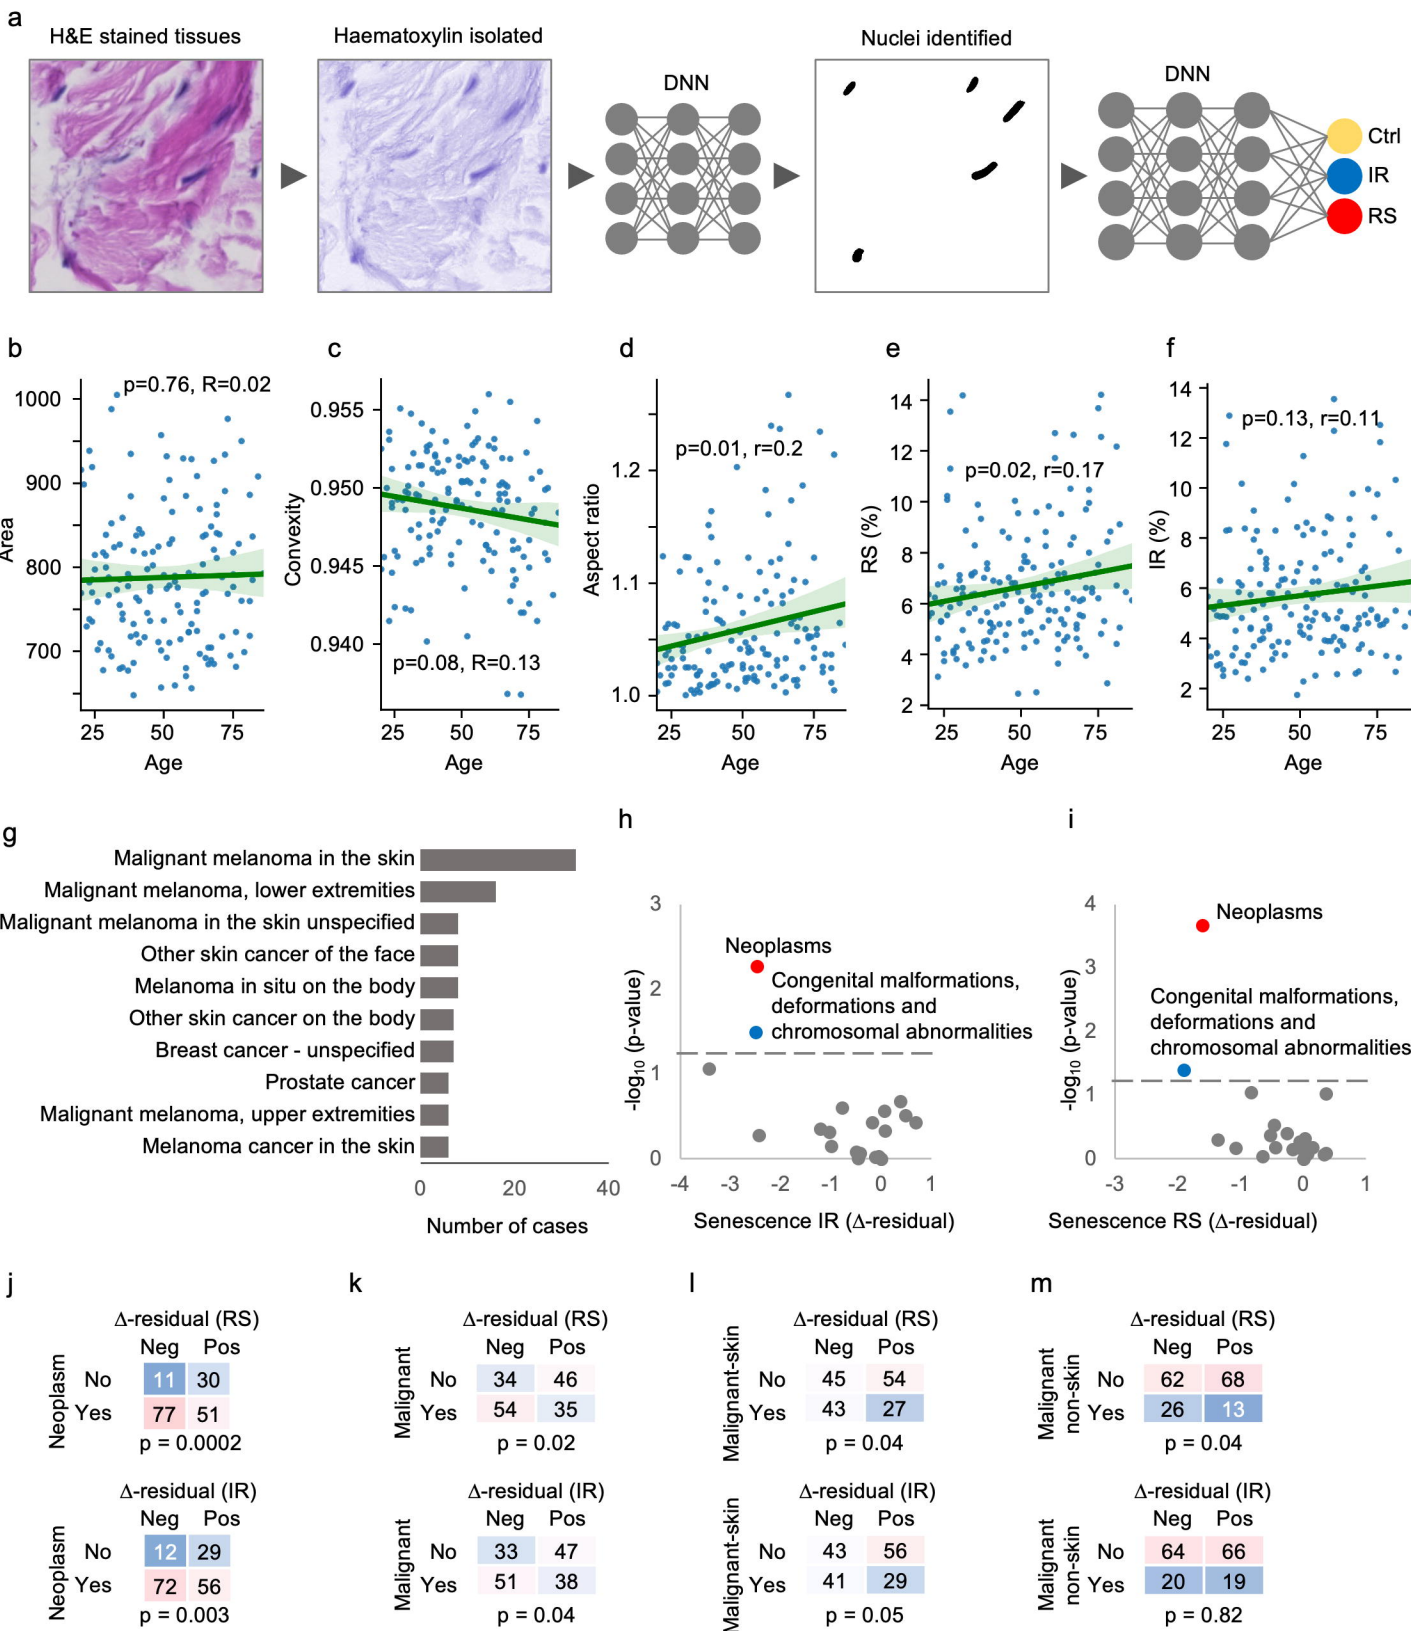 a
H&E stained tissues
Haematoxylin isolated
DNN
Nuclei identified
DNN
Ctrl
IR
RS
b
Area
1000
900
800
700
p=0.76, R=0.02
25 50 75
Age
c
Convexity
0.955
0.950
0.945
0.940
p=0.08, R=0.13
25 50 75
Age
d
Aspect ratio
1.2
1.10
1.0
p=0.01, r=0.2
25 50 75
Age
e
RS (%)
14
12
10
8
6
4
2
p=0.02, r=0.17
25 50 75
Age
f
IR (%)
14
12
10
8
6
4
2
p=0.13, r=0.11
25 50 75
Age
g
Malignant melanoma in the skin
Malignant melanoma, lower extremities
Malignant melanoma in the skin unspecified
Other skin cancer of the face
Melanoma in situ on the body
Other skin cancer on the body
Breast cancer - unspecified
Prostate cancer
Malignant melanoma, upper extremities
Melanoma cancer in the skin
0 20 40
Number of cases
h
-log10 (p-value)
3
2
1
0
Neoplasms
Congenital malformations,
deformations and
chromosomal abnormalities
-4 -3 -2 -1 0 1
Senescence IR (Δ-residual)
i
-log10 (p-value)
4
3
2
1
0
Neoplasms
Congenital malformations,
deformations and
chromosomal abnormalities
-3 -2 -1 0 1
Senescence RS (Δ-residual)
j
Δ-residual (RS)
Neg Pos
Neoplasm
No 11 30
Yes 77 51
p = 0.0002
Δ-residual (IR)
Neg Pos
Neoplasm
No 12 29
Yes 72 56
p = 0.003
k
Δ-residual (RS)
Neg Pos
Malignant
No 34 46
Yes 54 35
p = 0.02
Δ-residual (IR)
Neg Pos
Malignant
No 33 47
Yes 51 38
p = 0.04
l
Δ-residual (RS)
Neg Pos
Malignant-skin
No 45 54
Yes 43 27
p = 0.04
Δ-residual (IR)
Neg Pos
Malignant-skin
No 43 56
Yes 41 29
p = 0.05
m
Δ-residual (RS)
Neg Pos
Malignant
non-skin
No 62 68
Yes 26 13
p = 0.04
Δ-residual (IR)
Neg Pos
Malignant
non-skin
No 64 66
Yes 20 19
p = 0.82